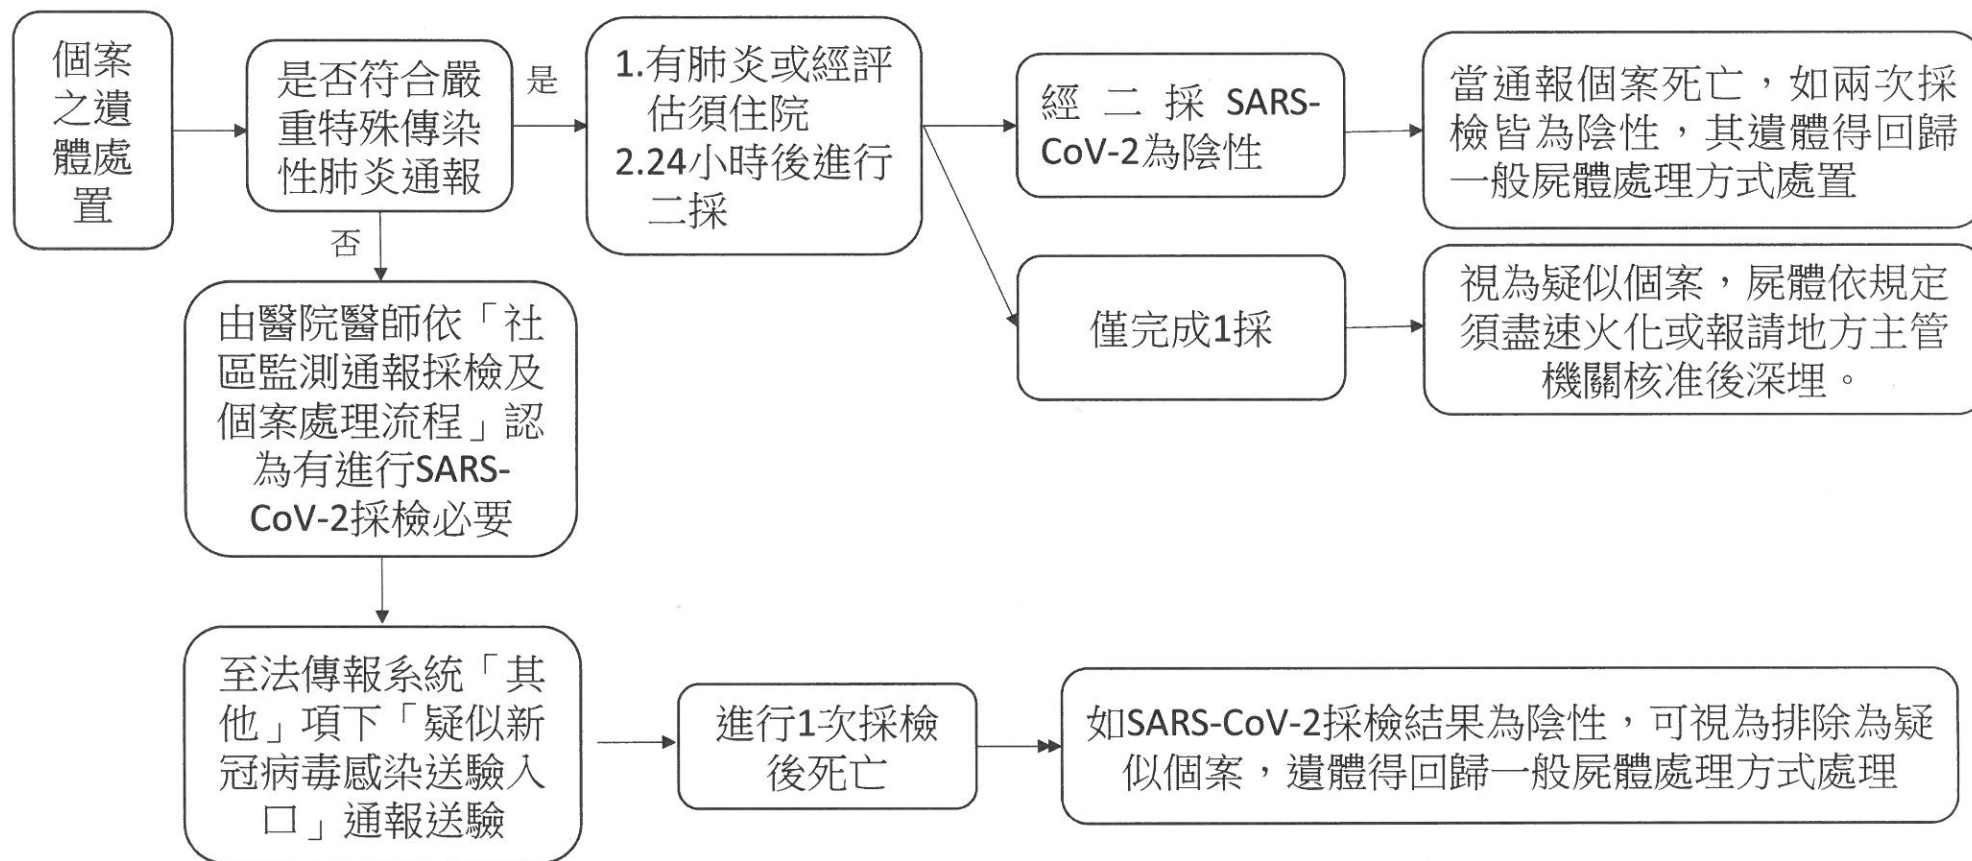 個案
之遺
體處
置
是否符合嚴
重特殊傳染
性肺炎通報
是
否
1.有肺炎或經評
估須住院
2.24小時後進行
二採
經二採SARS-
CoV-2為陰性
當通報個案死亡，如兩次採
檢皆為陰性，其遺體得回歸
一般屍體處理方式處置
僅完成1採
視為疑似個案，屍體依規定
須盡速火化或報請地方主管
機關核准後深埋。
由醫院醫師依「社
區監測通報採檢及
個案處理流程」認
為有進行SARS-
CoV-2採檢必要
至法傳報系統「其
他」項下「疑似新
冠病毒感染送驗入
口」通報送驗
進行1次採檢
後死亡
如SARS-CoV-2採檢結果為陰性，可視為排除為疑
似個案，遺體得回歸一般屍體處理方式處理